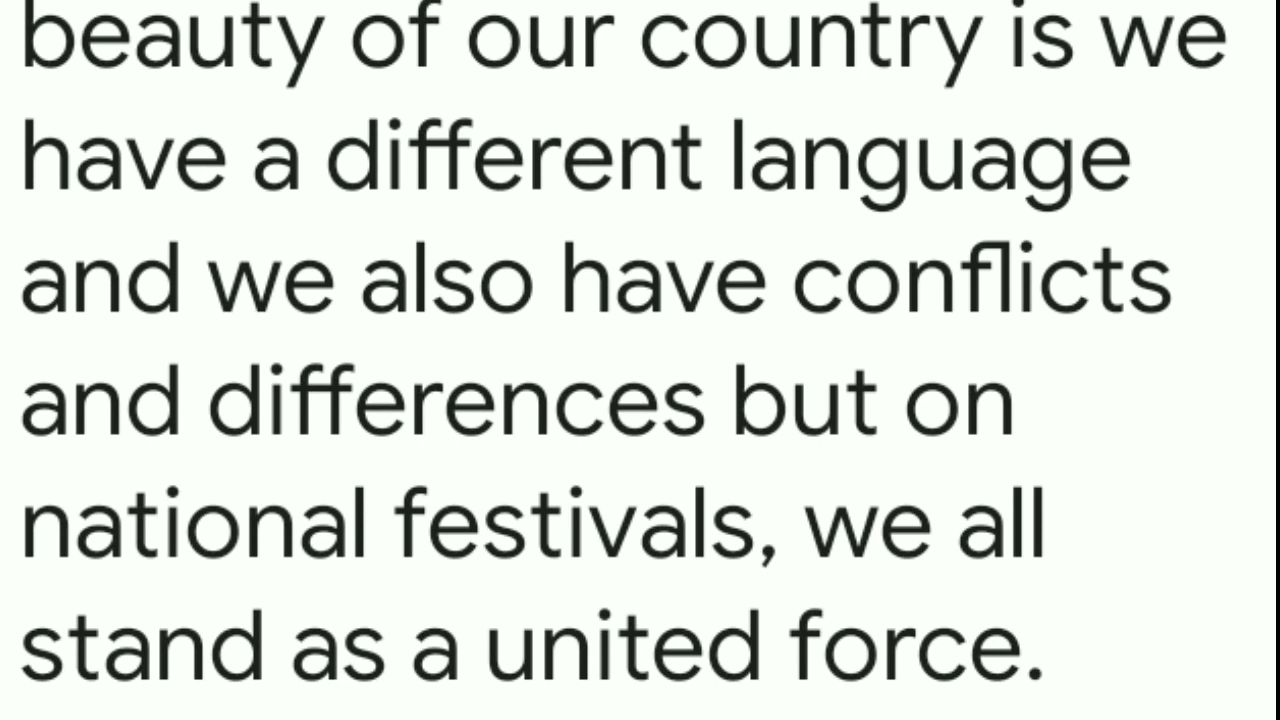 beauty of our country is we
have a different language
and we also have conflicts
and differences but on
national festivals, we all
stand as a united force.